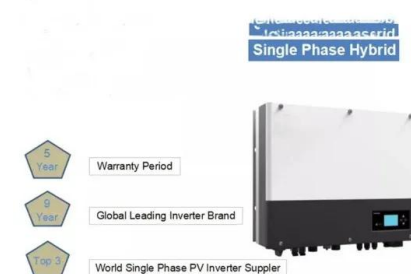 Single Phase Hybrid
5
Year
Warranty Period
9
Year
Global Leading Inverter Brand
Top 3
World Single Phase PV Inverter Suppler